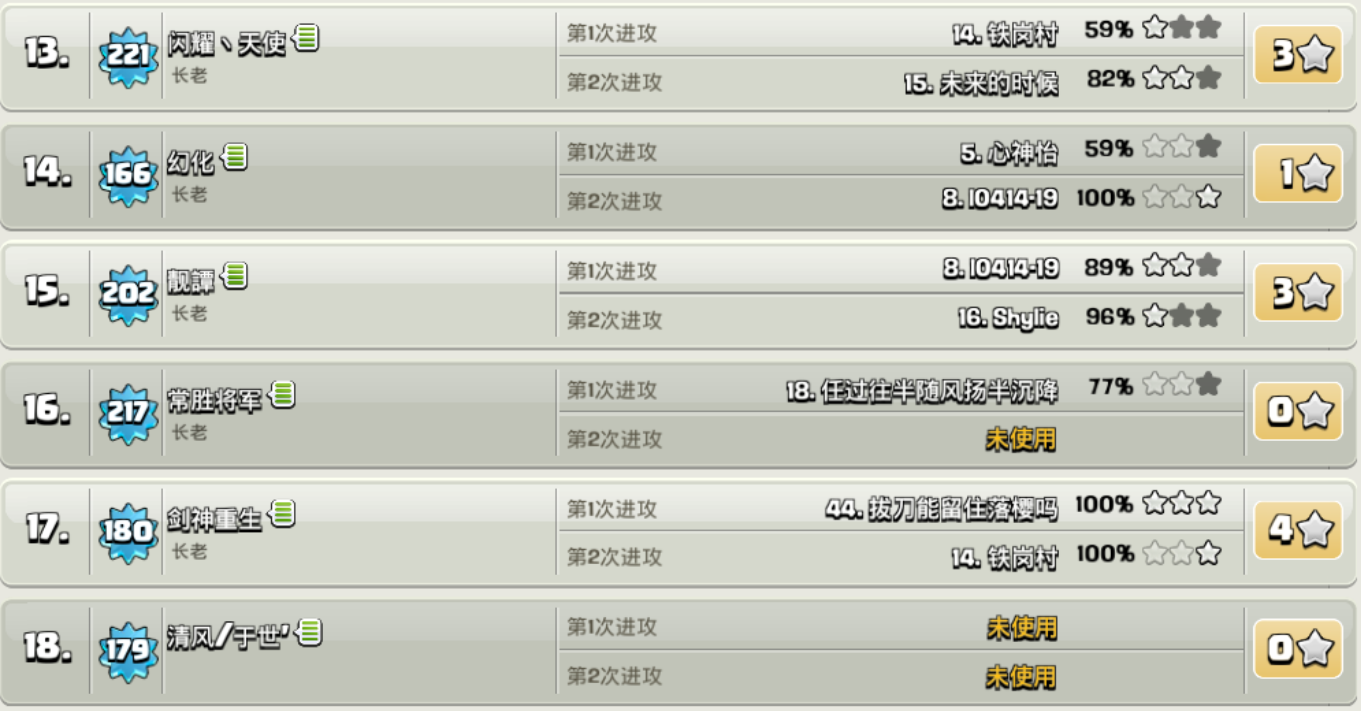 13. 221 闪耀丶天使 长老 第1次进攻 14. 铁岗村 59% 3
第2次进攻 15. 未来的时候 82%
14. 166 幻化 长老 第1次进攻 5. 心神怡 59% 1
第2次进攻 8. 10414-19 100%
15. 202 靓譚 长老 第1次进攻 8. 10414-19 89% 3
第2次进攻 16. Shylie 96%
16. 217 常胜将军 长老 第1次进攻 18. 任过往半随风扬半沉降 77% 0
第2次进攻 未使用
17. 180 剑神重生 长老 第1次进攻 44. 拔刀能留住落樱吗 100% 4
第2次进攻 14. 铁岗村 100%
18. 179 清风/于世' 第1次进攻 未使用 0
第2次进攻 未使用